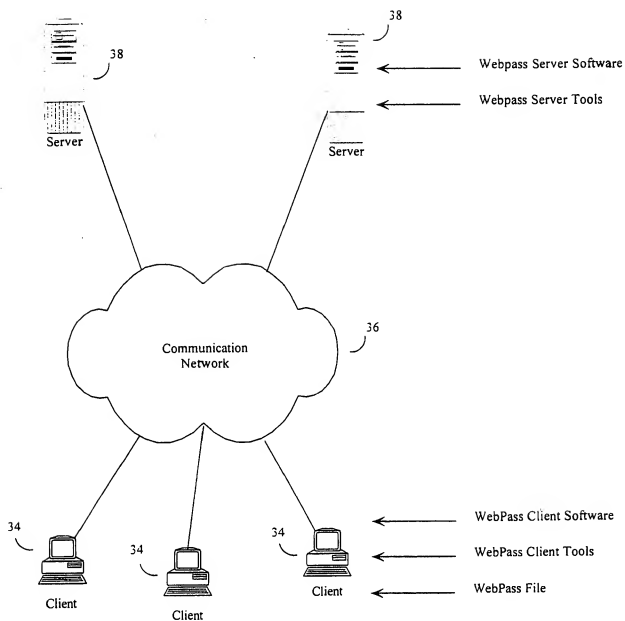 38
38
Webpass Server Software
Webpass Server Tools
Server
Server
36
Communication
Network
WebPass Client Software
34
34
34
WebPass Client Tools
WebPass File
Client
Client
Client